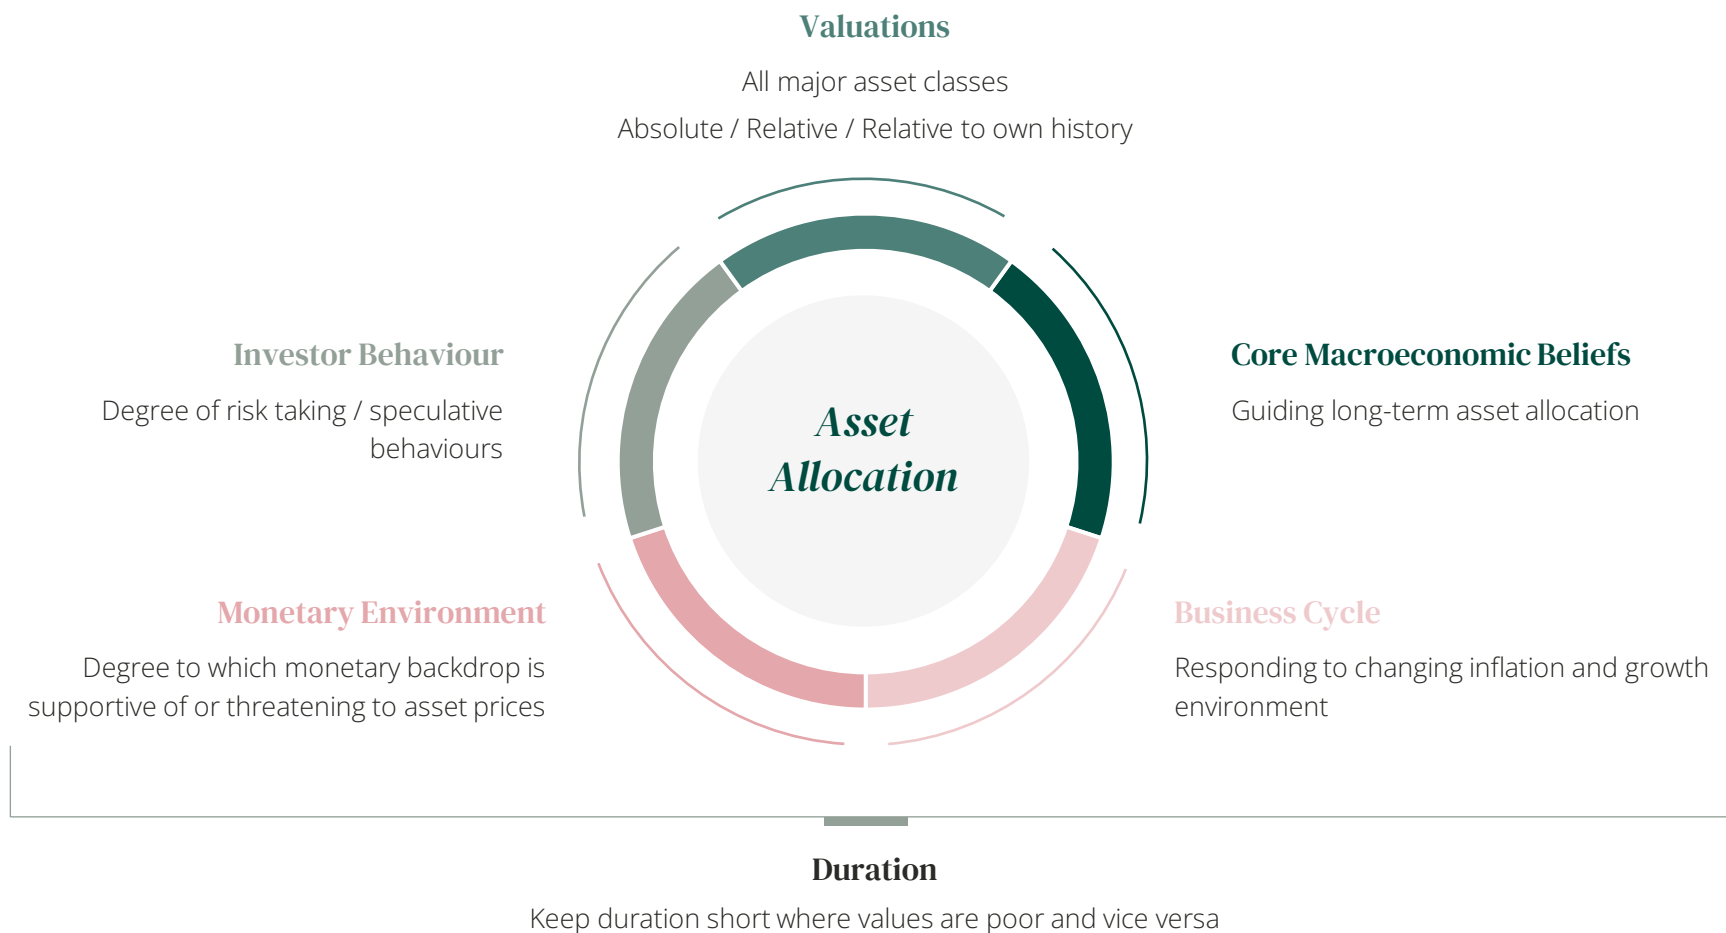 Valuations
All major asset classes
Absolute / Relative / Relative to own history
Investor Behaviour
Degree of risk taking / speculative
behaviours
Core Macroeconomic Beliefs
Guiding long-term asset allocation
Asset
Allocation
Monetary Environment
Degree to which monetary backdrop is
supportive of or threatening to asset prices
Business Cycle
Responding to changing inflation and growth
environment
Duration
Keep duration short where values are poor and vice versa